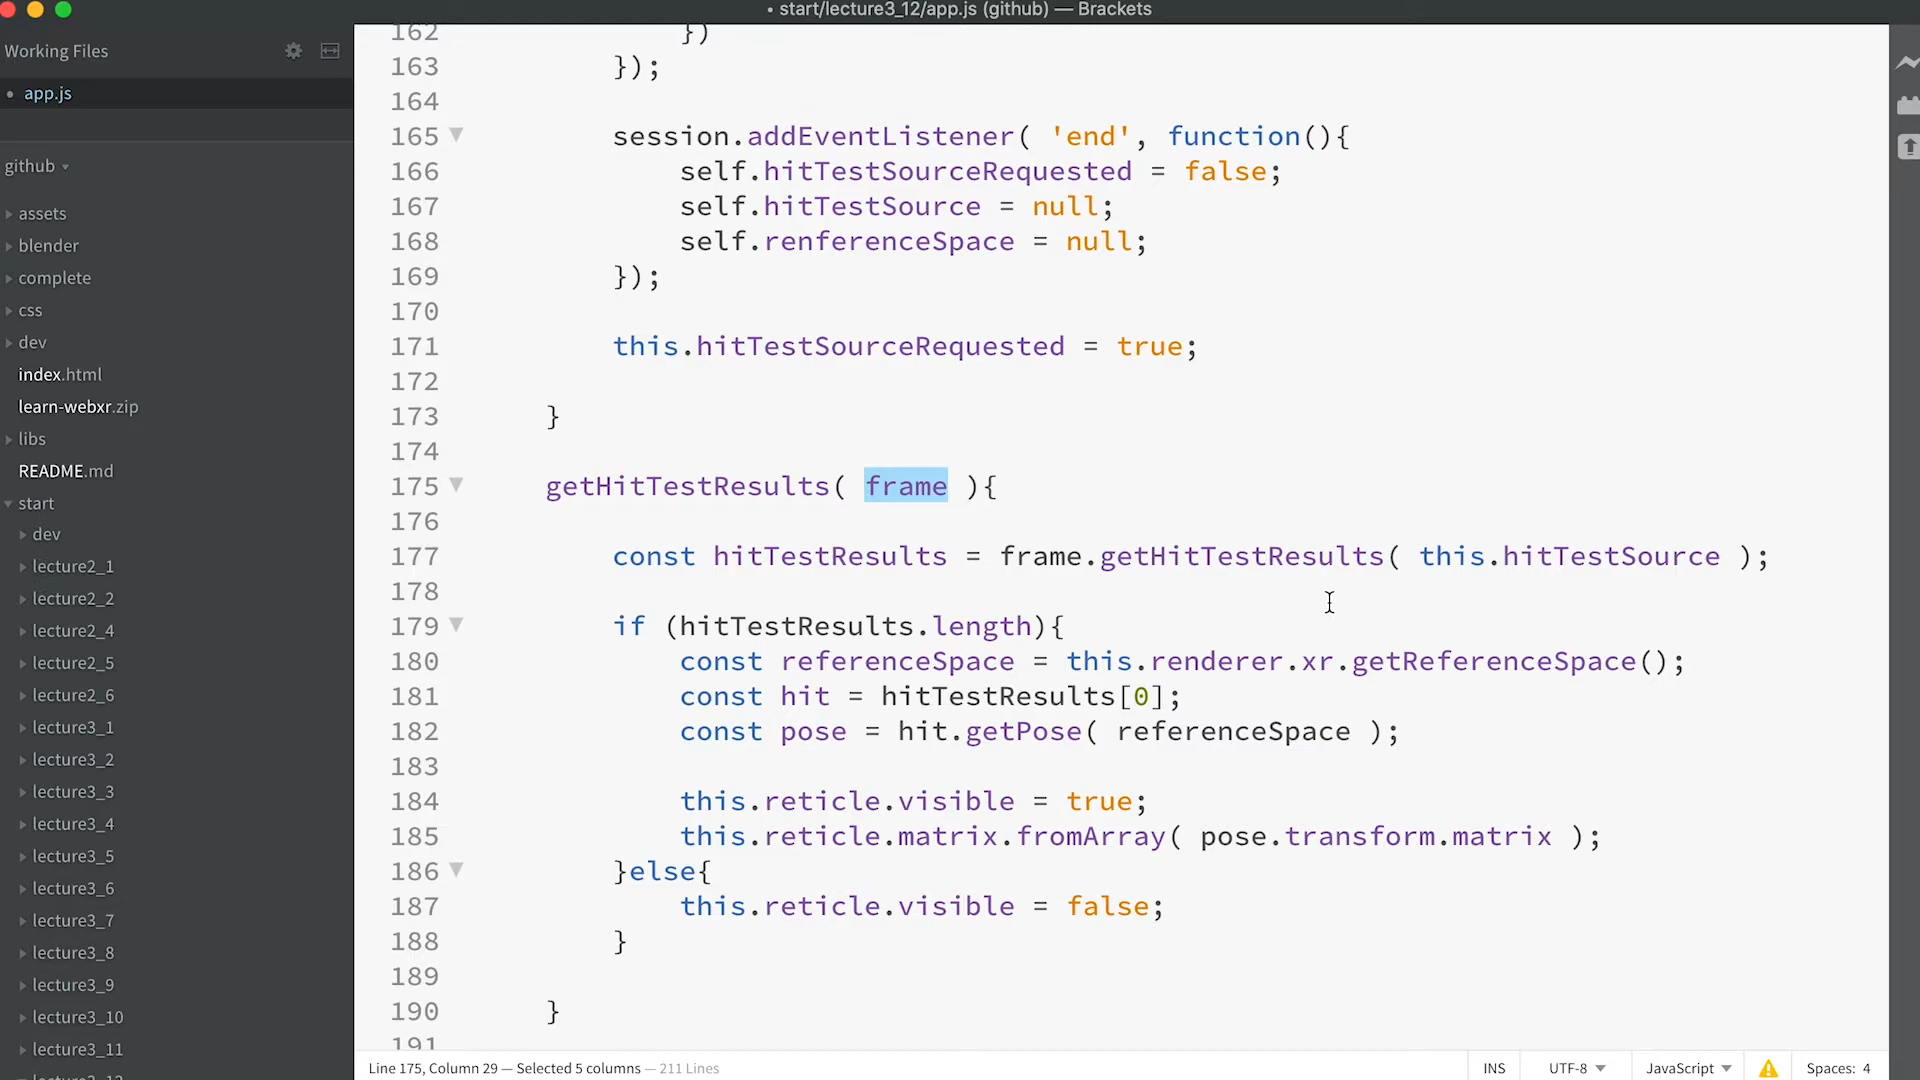 • start/lecture3_12/app.js (github) — Brackets
Working Files
• app.js
github
assets
blender
complete
css
dev
index.html
learn-webxr.zip
libs
README.md
start
dev
lecture2_1
lecture2_2
lecture2_4
lecture2_5
lecture2_6
lecture3_1
lecture3_2
lecture3_3
lecture3_4
lecture3_5
lecture3_6
lecture3_7
lecture3_8
lecture3_9
lecture3_10
lecture3_11
162 })
163 });
164
165 session.addEventListener( 'end', function(){
166 self.hitTestSourceRequested = false;
167 self.hitTestSource = null;
168 self.renferenceSpace = null;
169 });
170
171 this.hitTestSourceRequested = true;
172
173 }
174
175 getHitTestResults( frame ){
176
177 const hitTestResults = frame.getHitTestResults( this.hitTestSource );
178
179 if (hitTestResults.length){
180 const referenceSpace = this.renderer.xr.getReferenceSpace();
181 const hit = hitTestResults[0];
182 const pose = hit.getPose( referenceSpace );
183
184 this.reticle.visible = true;
185 this.reticle.matrix.fromArray( pose.transform.matrix );
186 }else{
187 this.reticle.visible = false;
188 }
189
190 }
191
Line 175, Column 29 — Selected 5 columns — 211 Lines
INS UTF-8 JavaScript Spaces: 4